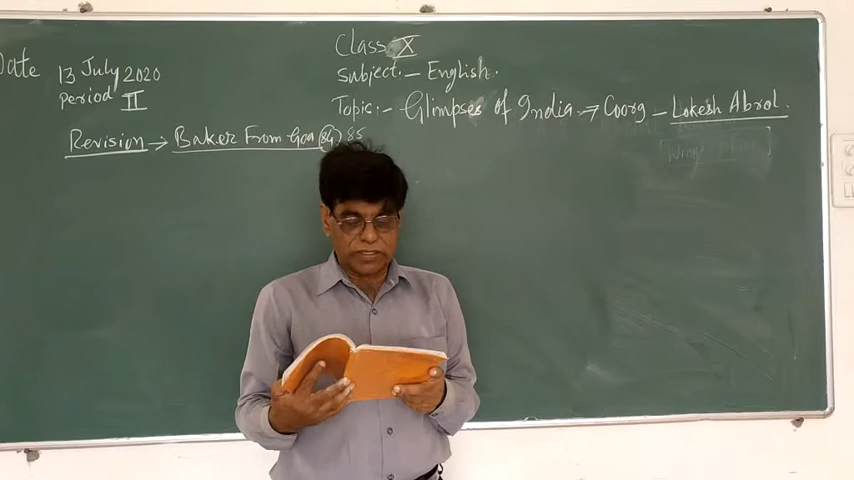 Class X
Date 13 July 2020
Subject:- English.
Period II
Topic:- Glimpses of India → Coorg - Lokesh Abrol.
Revision → Baker From Goa 85